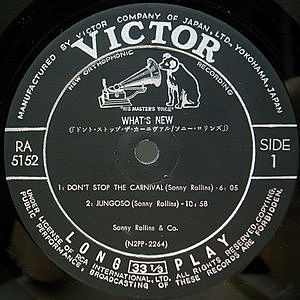 MANUFACTURED BY VICTOR COMPANY OF JAPAN, LTD., YOKOHAMA, JAPAN
VICTOR
NEW ORTHOPHONIC RECORDING
"HIS MASTER'S VOICE"
WHAT'S NEW
(「ドント・ストップ・ザ・カーニヴァル/ソニー・ロリンズ」)
RA
5152
SIDE
1
1: DON'T STOP THE CARNIVAL (Sonny Rollins)-6:05
2: JUNGOSO (Sonny Rollins)-10:58
Sonny Rollins & Co.
(N2PP-2264)
LONG 33⅓ PLAY
UNDER LICENSE OF RCA INTERNATIONAL, LTD. ALL RIGHTS RESERVED. COPYING,
PUBLIC PERFORMANCE, BROADCASTING OF THESE RECORDS ARE FORBIDDEN.